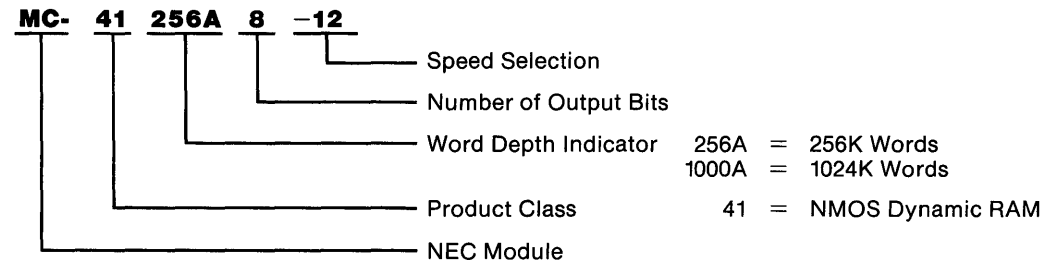 MC- 41 256A 8 -12
Speed Selection
Number of Output Bits
Word Depth Indicator 256A = 256K Words
1000A = 1024K Words
Product Class 41 = NMOS Dynamic RAM
NEC Module